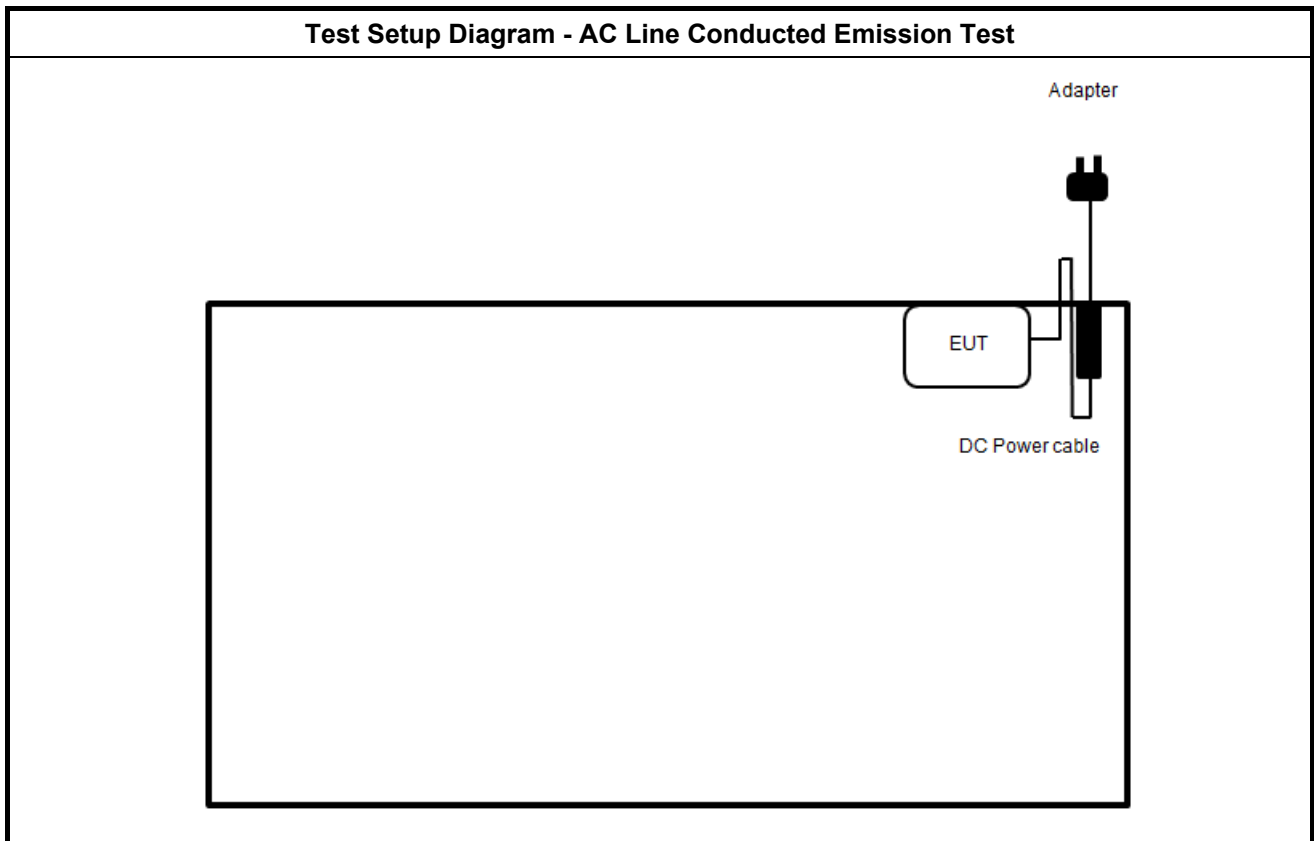 Test Setup Diagram - AC Line Conducted Emission Test
Adapter
EUT
DC Power cable